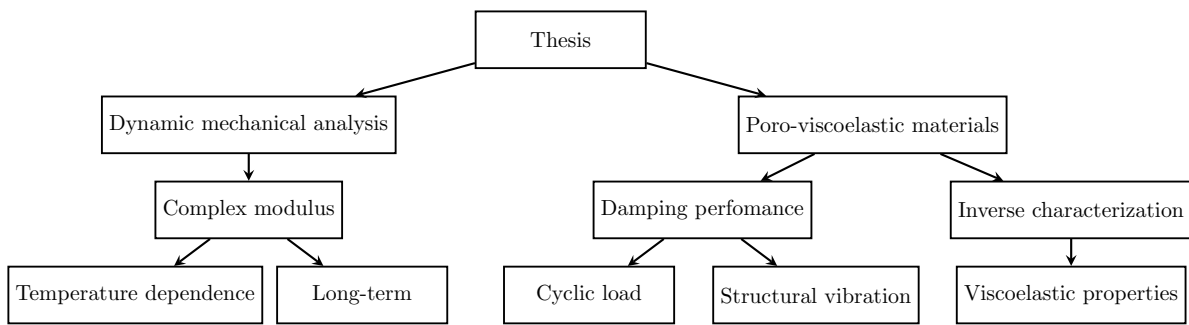 Thesis
Dynamic mechanical analysis
Poro-viscoelastic materials
Complex modulus
Damping perfomance
Inverse characterization
Temperature dependence
Long-term
Cyclic load
Structural vibration
Viscoelastic properties